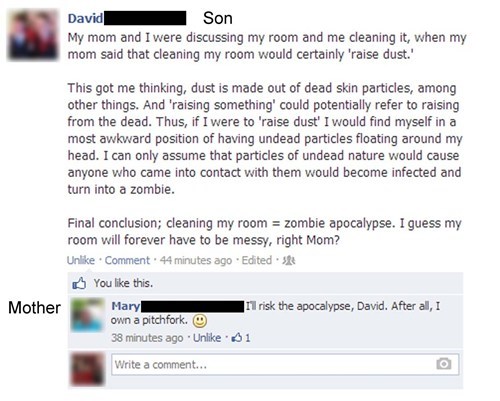 David Son
My mom and I were discussing my room and me cleaning it, when my
mom said that cleaning my room would certainly 'raise dust.'
This got me thinking, dust is made out of dead skin particles, among
other things. And 'raising something' could potentially refer to raising
from the dead. Thus, if I were to 'raise dust' I would find myself in a
most awkward position of having undead particles floating around my
head. I can only assume that particles of undead nature would cause
anyone who came into contact with them would become infected and
turn into a zombie.
Final conclusion; cleaning my room = zombie apocalypse. I guess my
room will forever have to be messy, right Mom?
Unlike · Comment · 44 minutes ago · Edited ·
You like this.
Mother Mary I'll risk the apocalypse, David. After all, I
own a pitchfork.
38 minutes ago · Unlike · 1
Write a comment...